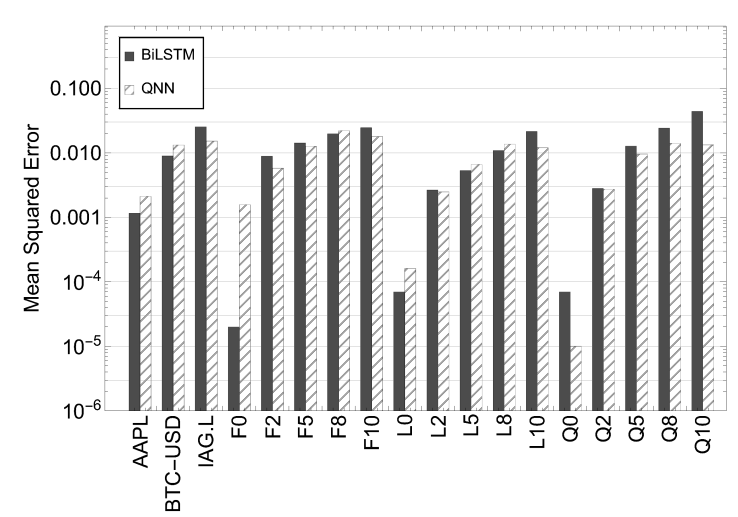 BiLSTM
QNN
Mean Squared Error
0.100
0.010
0.001
10−4
10−5
10−6
AAPL
BTC−USD
IAG.L
F0
F2
F5
F8
F10
L0
L2
L5
L8
L10
Q0
Q2
Q5
Q8
Q10